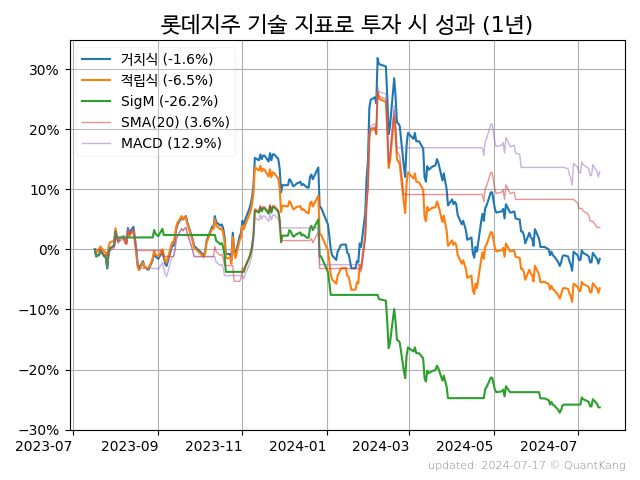 롯데지주 기술 지표로 투자 시 성과 (1년)
거치식 (-1.6%)
적립식 (-6.5%)
SigM (-26.2%)
SMA(20) (3.6%)
MACD (12.9%)
30%
20%
10%
0%
−10%
−20%
−30%
2023-07 2023-09 2023-11 2024-01 2024-03 2024-05 2024-07
updated: 2024-07-17 © QuantKang